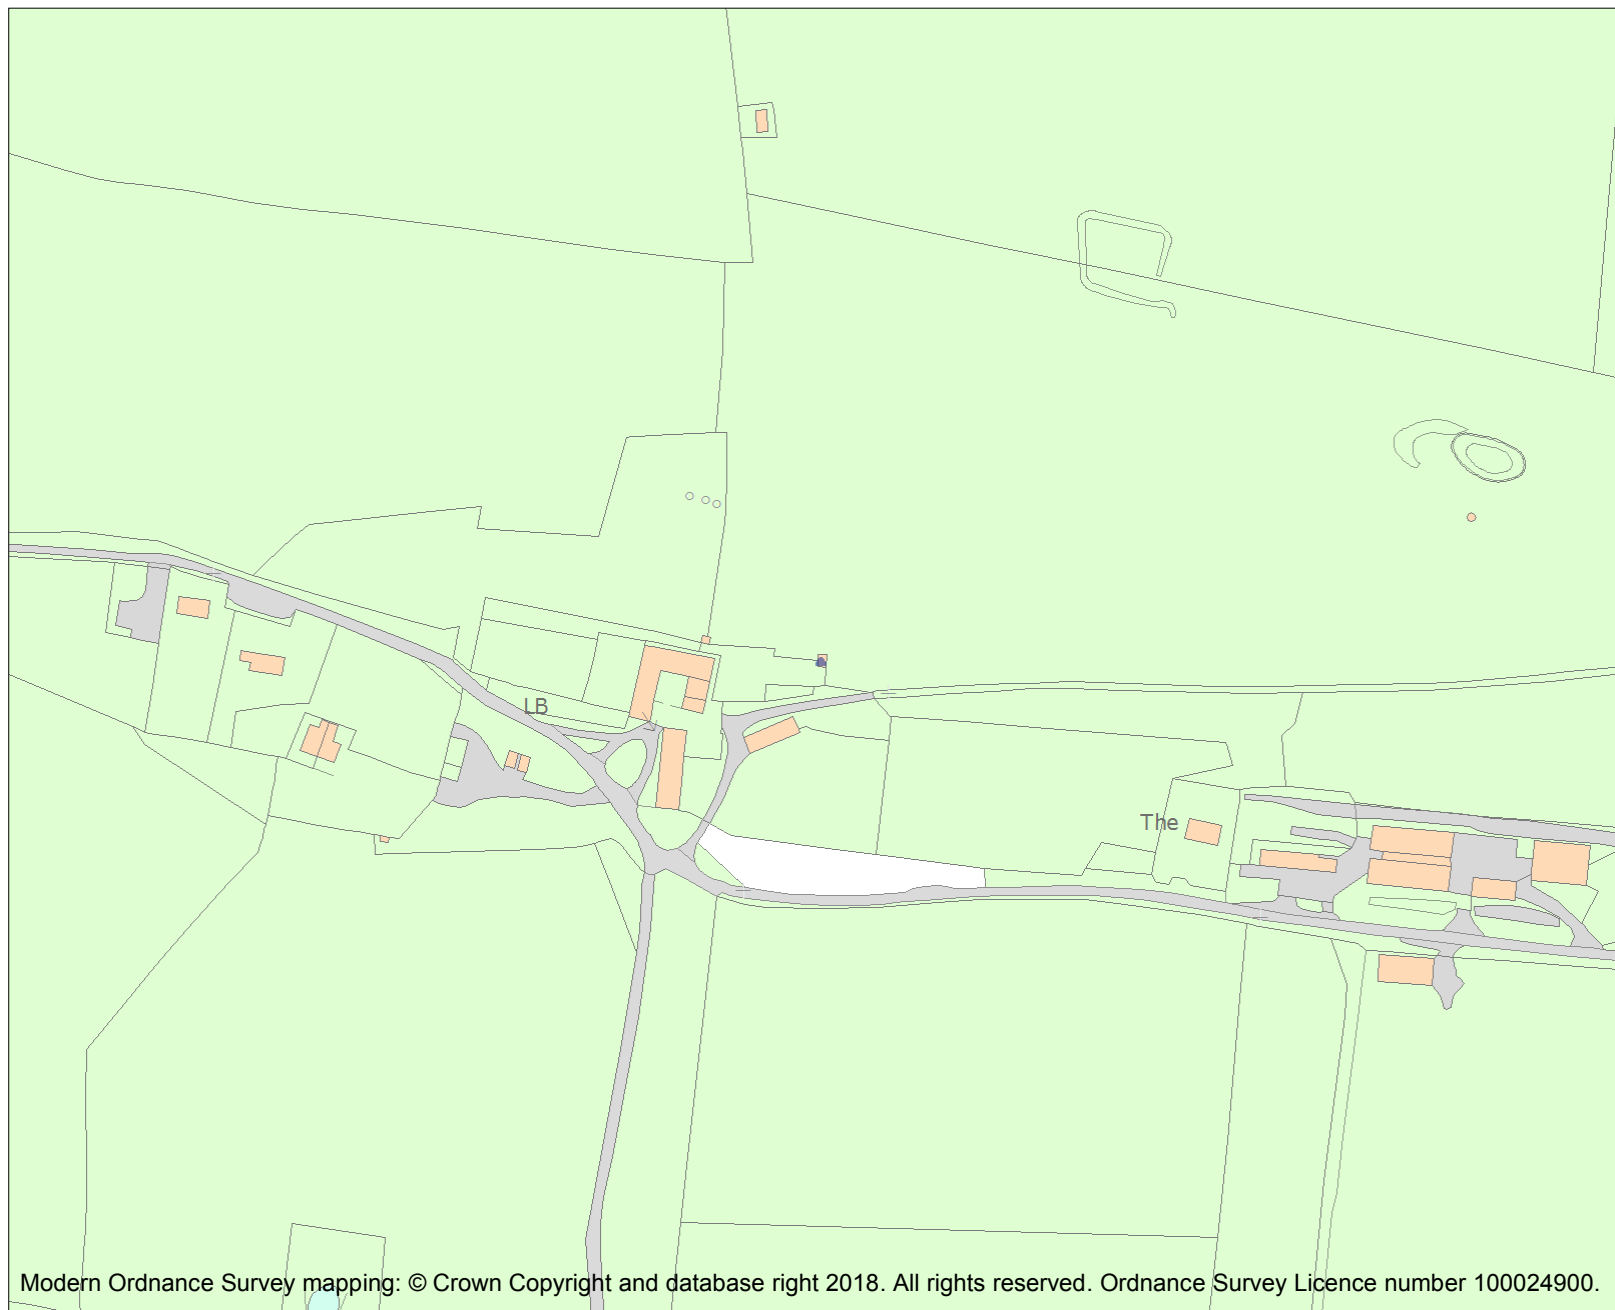 LB
The
Modern Ordnance Survey mapping: © Crown Copyright and database right 2018. All rights reserved. Ordnance Survey Licence number 100024900.